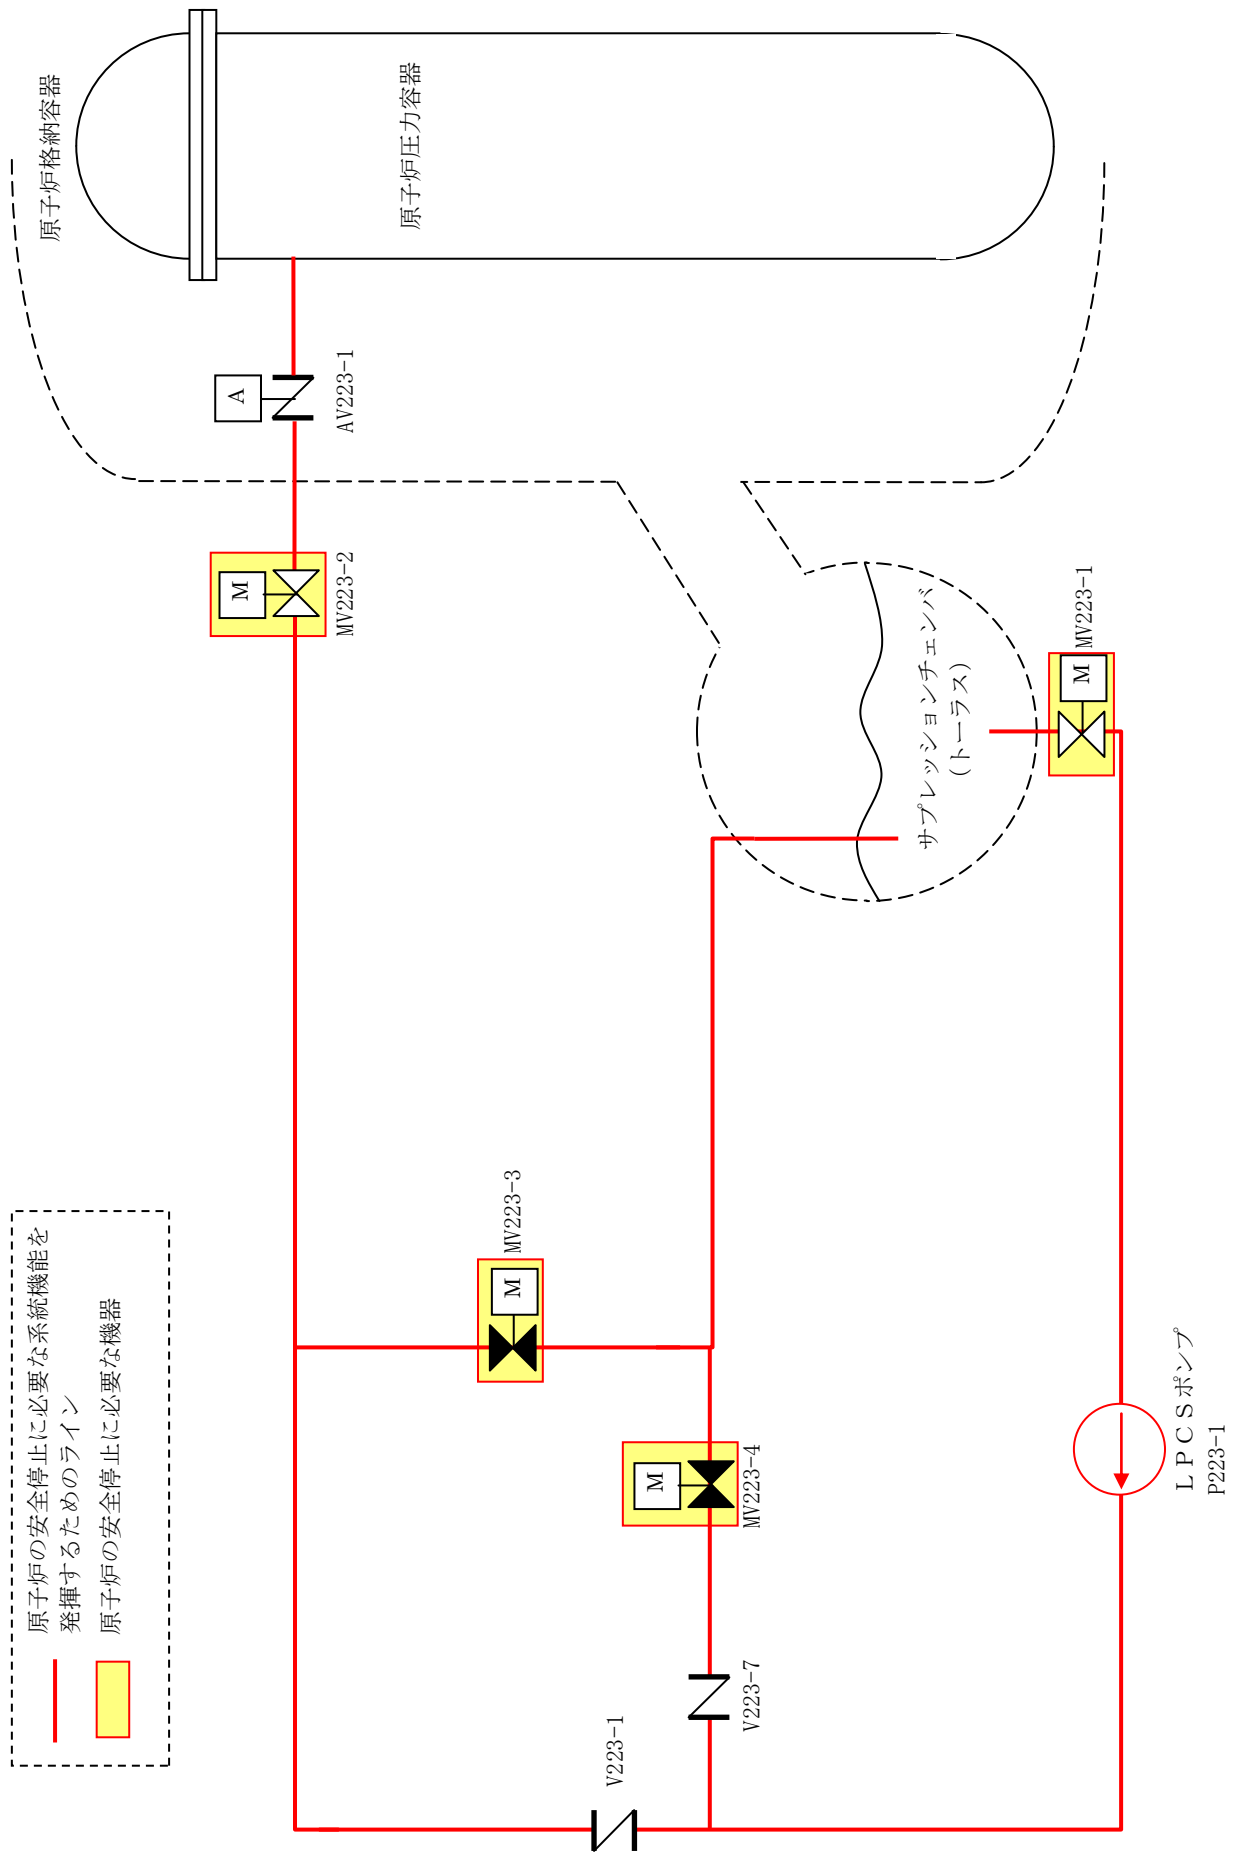 原子炉の安全停止に必要な系統機能を
発揮するためのライン
原子炉の安全停止に必要な機器
原子炉格納容器
原子炉圧力容器
A
AV223-1
M
MV223-2
M
MV223-3
M
MV223-4
V223-7
V223-1
サプレッションチェンバ
(トーラス)
M
MV223-1
LPCSポンプ
P223-1